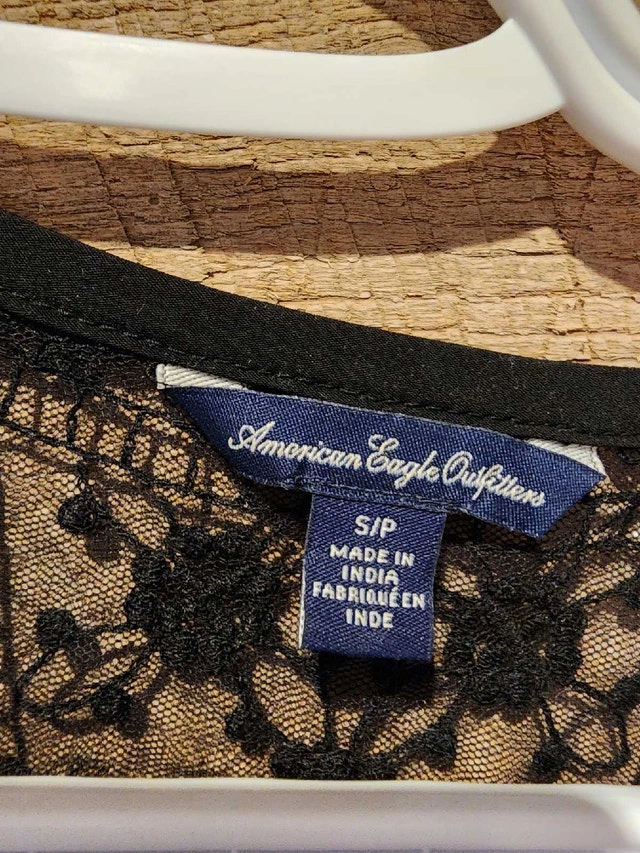 American Eagle Outfitters
S/P
MADE IN
INDIA
FABRIQUÉ EN
INDE